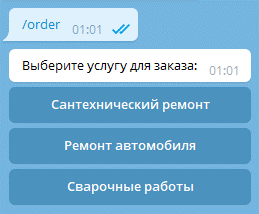 /order
01:01
Выберите услугу для заказа:
01:01
Сантехнический ремонт
Ремонт автомобиля
Сварочные работы